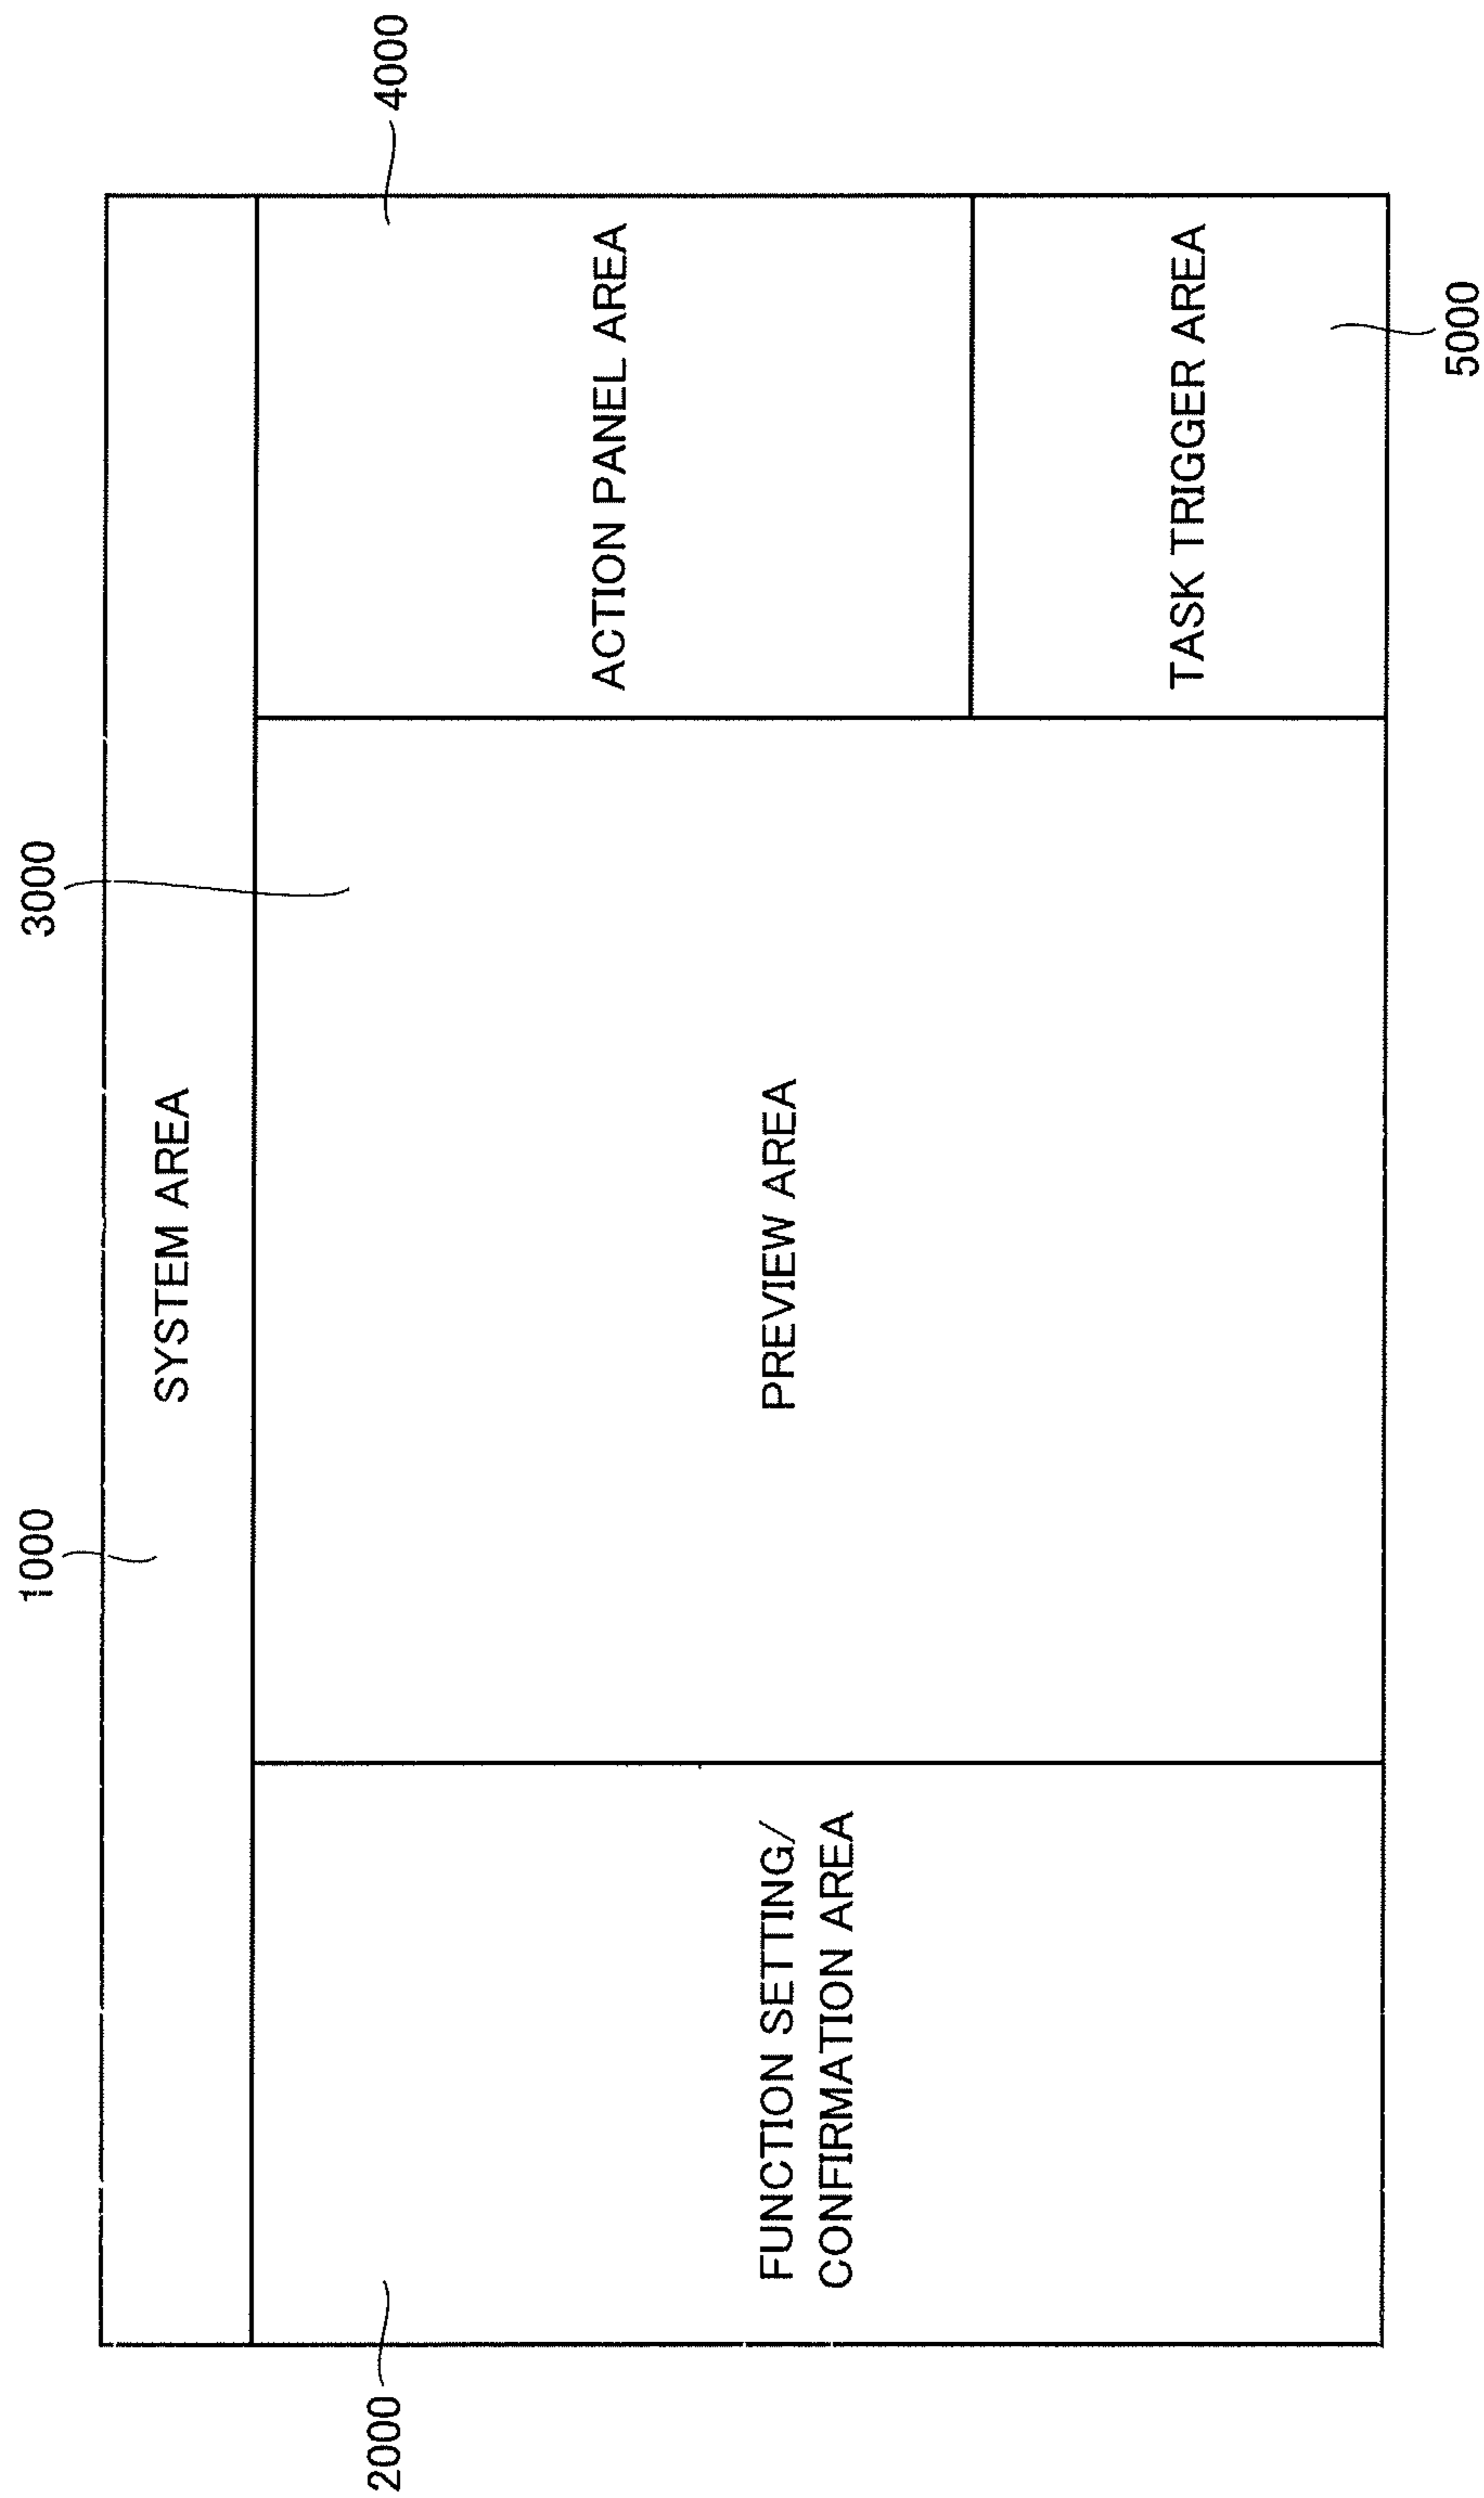 1000
3000
SYSTEM AREA
2000
4000
FUNCTION SETTING/
CONFIRMATION AREA
PREVIEW AREA
ACTION PANEL AREA
TASK TRIGGER AREA
5000